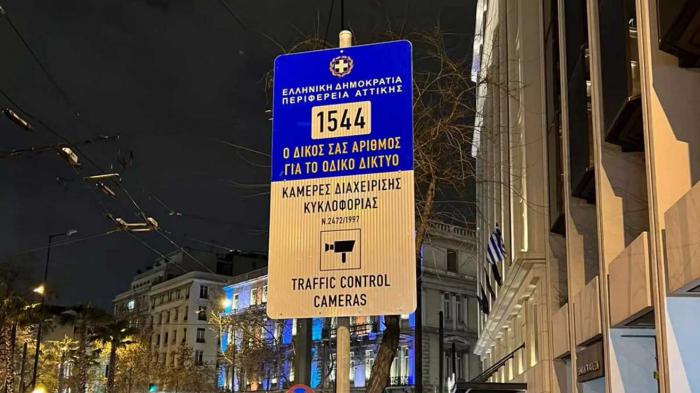 ΕΛΛΗΝΙΚΗ ΔΗΜΟΚΡΑΤΙΑ
ΠΕΡΙΦΕΡΕΙΑ ΑΤΤΙΚΗΣ
1544
Ο ΔΙΚΟΣ ΣΑΣ ΑΡΙΘΜΟΣ
ΓΙΑ ΤΟ ΟΔΙΚΟ ΔΙΚΤΥΟ
ΚΑΜΕΡΕΣ ΔΙΑΧΕΙΡΙΣΗΣ
ΚΥΚΛΟΦΟΡΙΑΣ
Ν.2472/1997
TRAFFIC CONTROL
CAMERAS